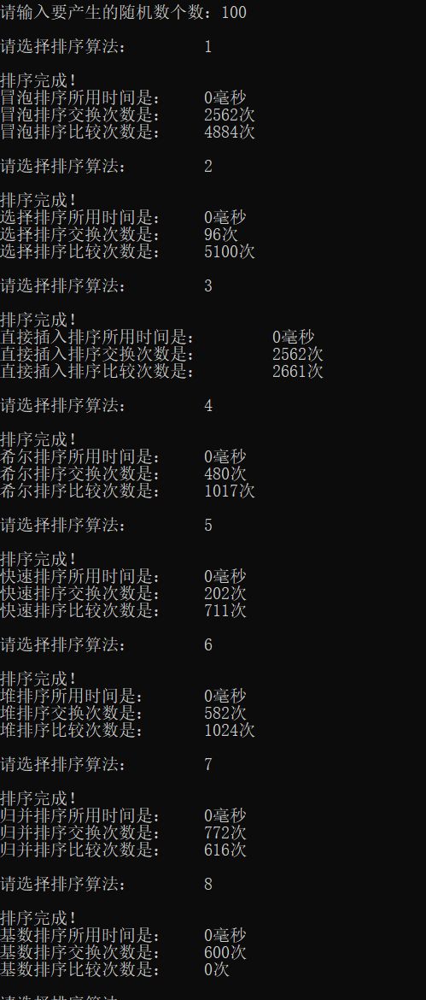 请输入要产生的随机数个数：100
请选择排序算法： 1
排序完成！
冒泡排序所用时间是： 0毫秒
冒泡排序交换次数是： 2562次
冒泡排序比较次数是： 4884次
请选择排序算法： 2
排序完成！
选择排序所用时间是： 0毫秒
选择排序交换次数是： 96次
选择排序比较次数是： 5100次
请选择排序算法： 3
排序完成！
直接插入排序所用时间是： 0毫秒
直接插入排序交换次数是： 2562次
直接插入排序比较次数是： 2661次
请选择排序算法： 4
排序完成！
希尔排序所用时间是： 0毫秒
希尔排序交换次数是： 480次
希尔排序比较次数是： 1017次
请选择排序算法： 5
排序完成！
快速排序所用时间是： 0毫秒
快速排序交换次数是： 202次
快速排序比较次数是： 711次
请选择排序算法： 6
排序完成！
堆排序所用时间是： 0毫秒
堆排序交换次数是： 582次
堆排序比较次数是： 1024次
请选择排序算法： 7
排序完成！
归并排序所用时间是： 0毫秒
归并排序交换次数是： 772次
归并排序比较次数是： 616次
请选择排序算法： 8
排序完成！
基数排序所用时间是： 0毫秒
基数排序交换次数是： 600次
基数排序比较次数是： 0次